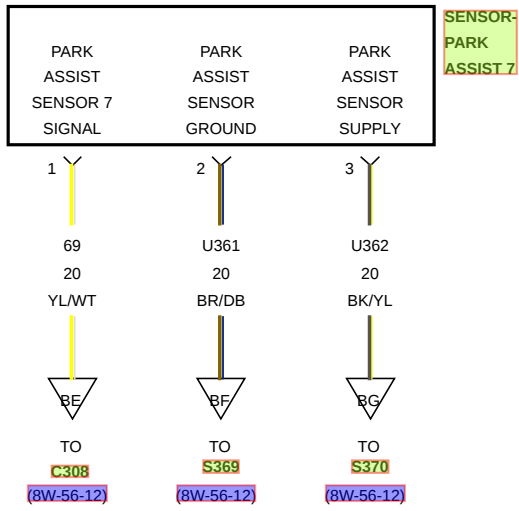 SENSOR-
PARK
ASSIST 7
PARK PARK PARK
ASSIST ASSIST ASSIST
SENSOR 7 SENSOR SENSOR
SIGNAL GROUND SUPPLY
1 2 3
69 U361 U362
20 20 20
YL/WT BR/DB BK/YL
BE BF BG
TO TO TO
C308 S369 S370
(8W-56-12) (8W-56-12) (8W-56-12)